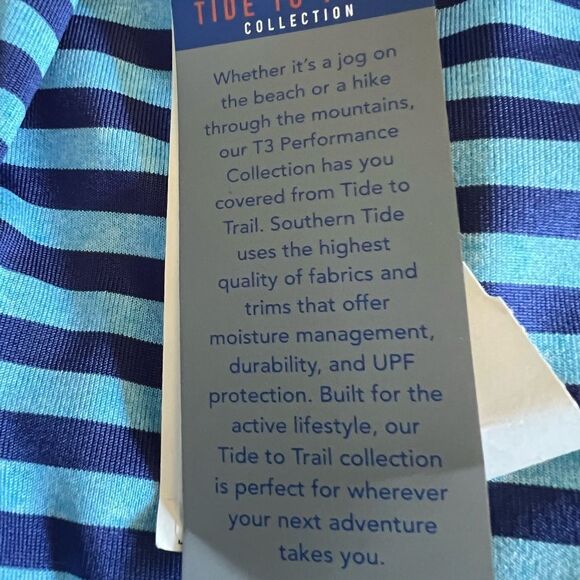 TIDE TO
COLLECTION
Whether it's a jog on
the beach or a hike
through the mountains,
our T3 Performance
Collection has you
covered from Tide to
Trail. Southern Tide
uses the highest
quality of fabrics and
trims that offer
moisture management,
durability, and UPF
protection. Built for the
active lifestyle, our
Tide to Trail collection
is perfect for wherever
your next adventure
takes you.